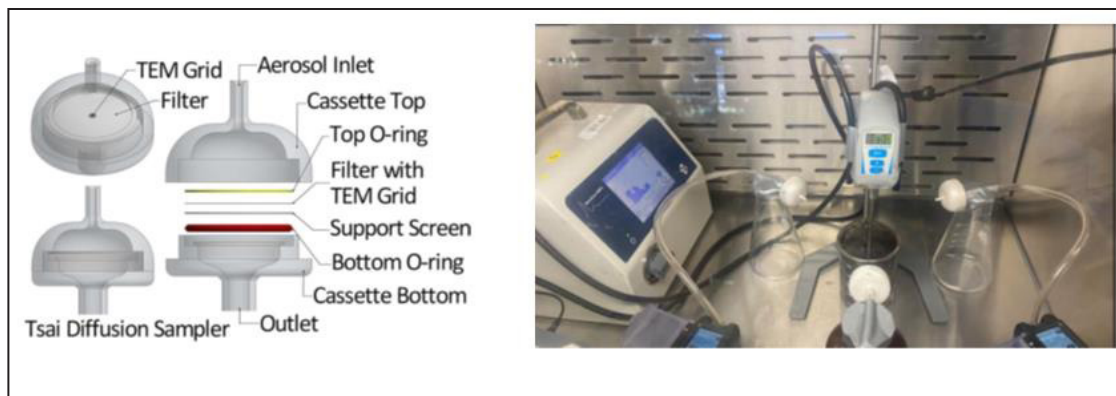 TEM Grid
Filter
Aerosol Inlet
Cassette Top
Top O-ring
Filter with
TEM Grid
Support Screen
Bottom O-ring
Cassette Bottom
Outlet
Tsai Diffusion Sampler